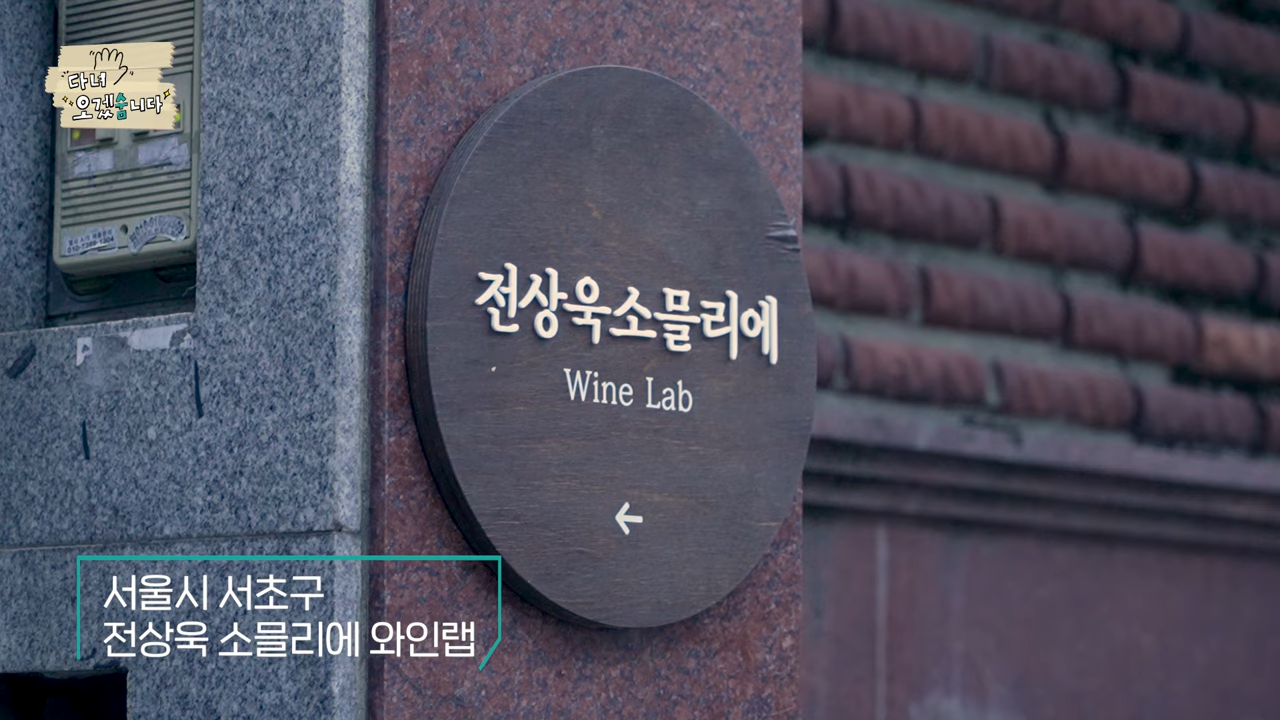 다녀
오겠숨니다
전상욱소믈리에
Wine Lab
←
서울시 서초구
전상욱 소믈리에 와인랩